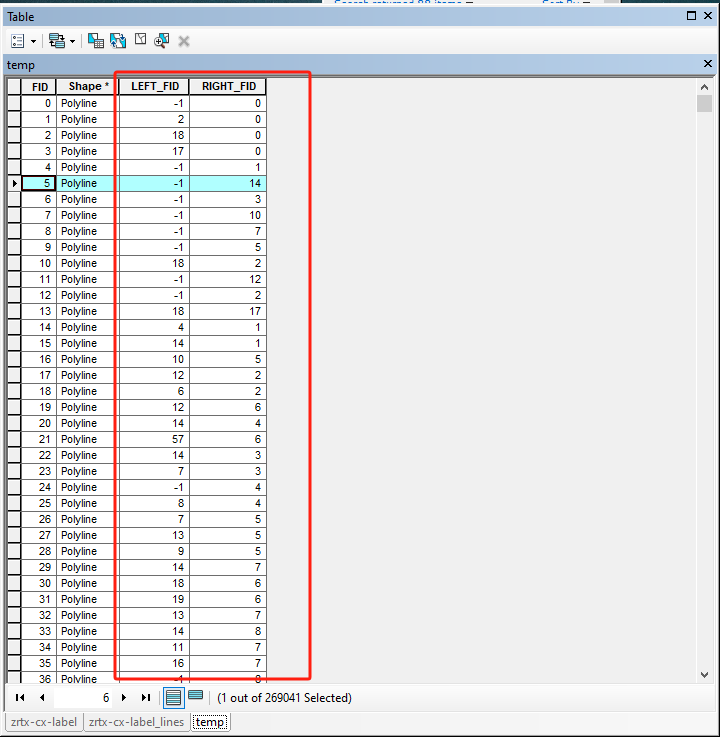 Table
temp
FID Shape * LEFT_FID RIGHT_FID
0 Polyline -1 0
1 Polyline 2 0
2 Polyline 18 0
3 Polyline 17 0
4 Polyline -1 1
5 Polyline -1 14
6 Polyline -1 3
7 Polyline -1 10
8 Polyline -1 7
9 Polyline -1 5
10 Polyline 18 2
11 Polyline -1 12
12 Polyline -1 2
13 Polyline 18 17
14 Polyline 4 1
15 Polyline 14 1
16 Polyline 10 5
17 Polyline 12 2
18 Polyline 6 2
19 Polyline 12 6
20 Polyline 14 4
21 Polyline 57 6
22 Polyline 14 3
23 Polyline 7 3
24 Polyline -1 4
25 Polyline 8 4
26 Polyline 7 5
27 Polyline 13 5
28 Polyline 9 5
29 Polyline 14 7
30 Polyline 18 6
31 Polyline 19 6
32 Polyline 13 7
33 Polyline 14 8
34 Polyline 11 7
35 Polyline 16 7
36 Polyline -1
6 (1 out of 269041 Selected)
zrtx-cx-label zrtx-cx-label_lines temp